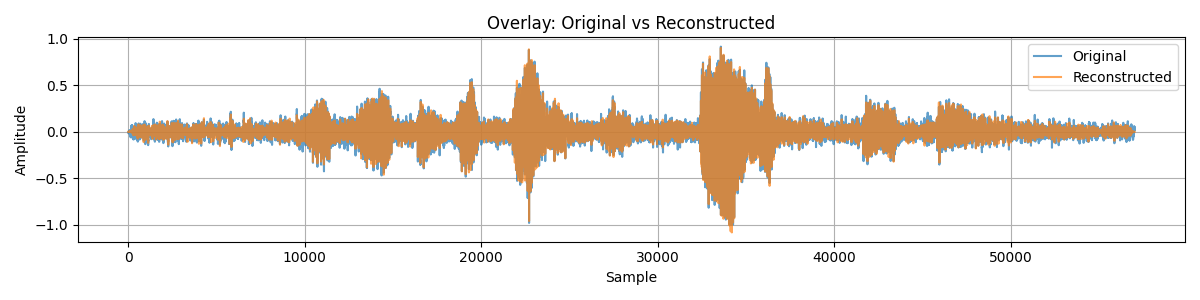 Overlay: Original vs Reconstructed
1.0
0.5
0.0
−0.5
−1.0
Amplitude
Original
Reconstructed
0
10000
20000
30000
40000
50000
Sample